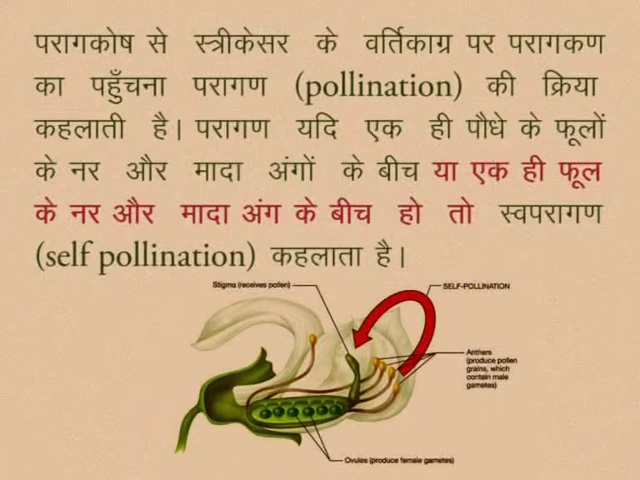 परागकोष से स्त्रीकेसर के वर्तिकाग्र पर परागकण
का पहुँचना परागण (pollination) की क्रिया
कहलाती है। परागण यदि एक ही पौधे के फूलों
के नर और मादा अंगों के बीच या एक ही फूल
के नर और मादा अंग के बीच हो तो स्वपरागण
(self pollination) कहलाता है।
Stigma (receives pollen)
SELF-POLLINATION
Anthers
(produce pollen
grains, which
contain male
gametes)
Ovules (produce female gametes)